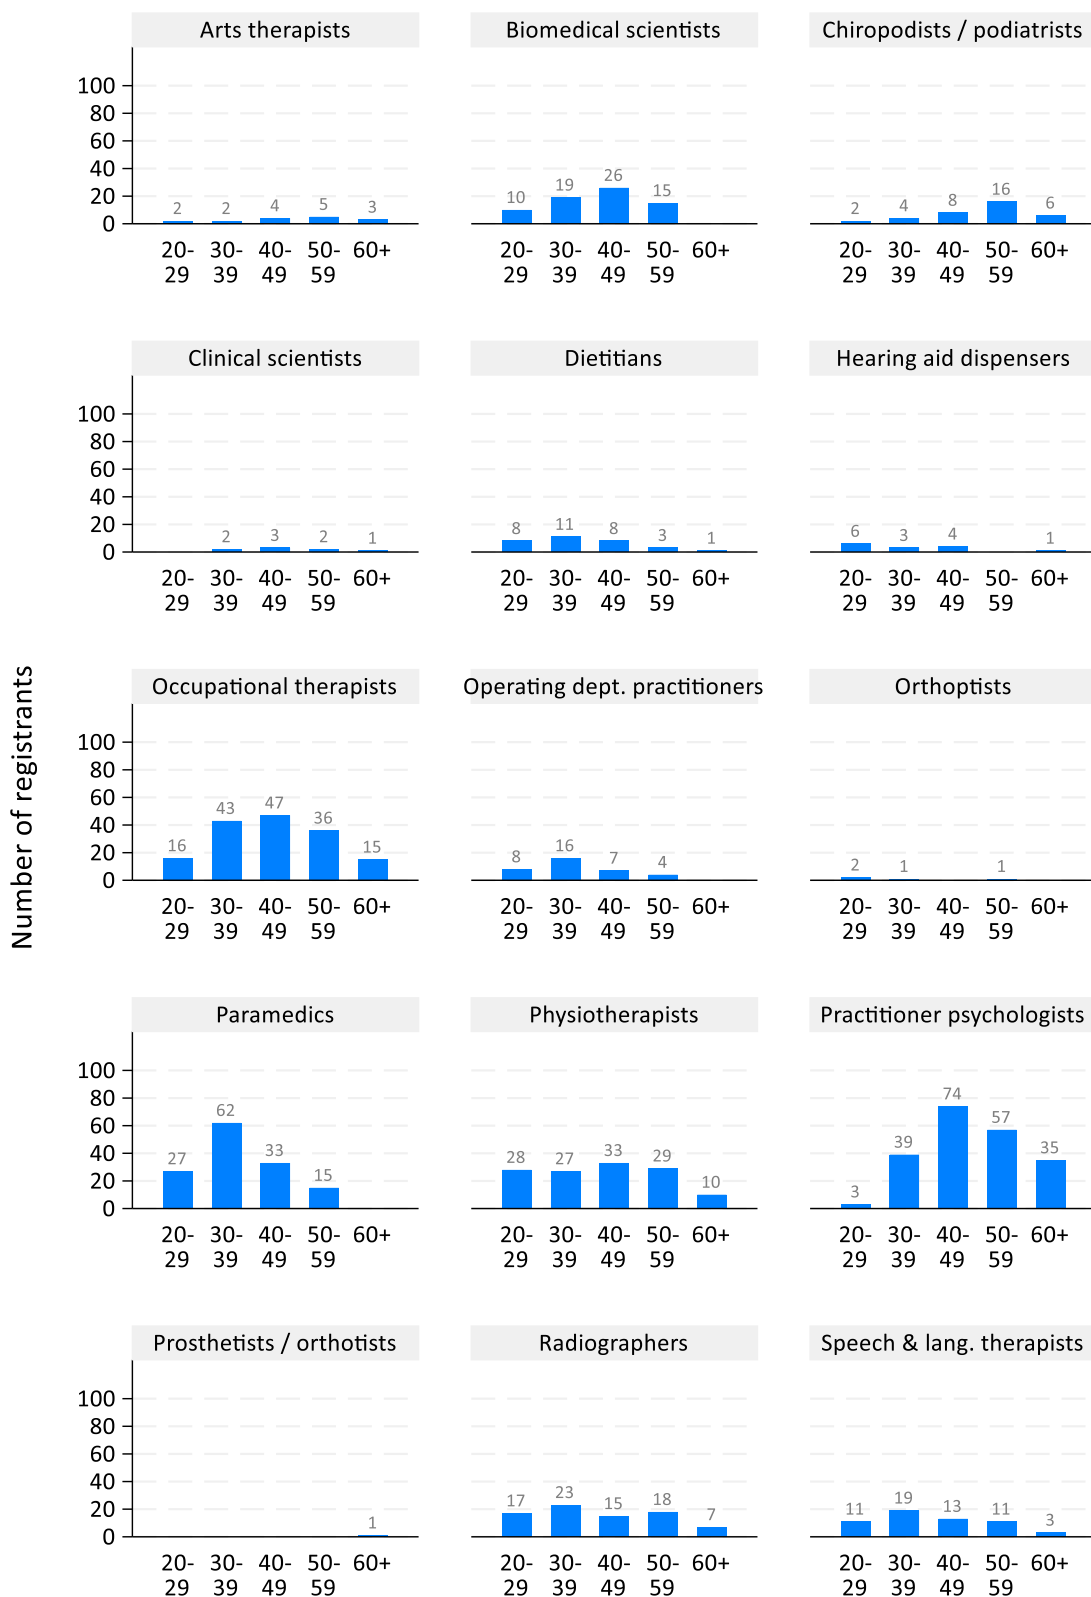 Number of registrants
Arts therapists
Biomedical scientists
Chiropodists / podiatrists
100
80
60
40
20
0
2 2 4 5 3
10 19 26 15
2 4 8 16 6
20-29 30-39 40-49 50-59 60+
20-29 30-39 40-49 50-59 60+
20-29 30-39 40-49 50-59 60+
Clinical scientists
Dietitians
Hearing aid dispensers
100
80
60
40
20
0
2 3 2 1
8 11 8 3 1
6 3 4 1
20-29 30-39 40-49 50-59 60+
20-29 30-39 40-49 50-59 60+
20-29 30-39 40-49 50-59 60+
Occupational therapists
Operating dept. practitioners
Orthoptists
100
80
60
40
20
0
16 43 47 36 15
8 16 7 4
2 1 1
20-29 30-39 40-49 50-59 60+
20-29 30-39 40-49 50-59 60+
20-29 30-39 40-49 50-59 60+
Paramedics
Physiotherapists
Practitioner psychologists
100
80
60
40
20
0
27 62 33 15
28 27 33 29 10
3 39 74 57 35
20-29 30-39 40-49 50-59 60+
20-29 30-39 40-49 50-59 60+
20-29 30-39 40-49 50-59 60+
Prosthetists / orthotists
Radiographers
Speech & lang. therapists
100
80
60
40
20
0
1
17 23 15 18 7
11 19 13 11 3
20-29 30-39 40-49 50-59 60+
20-29 30-39 40-49 50-59 60+
20-29 30-39 40-49 50-59 60+